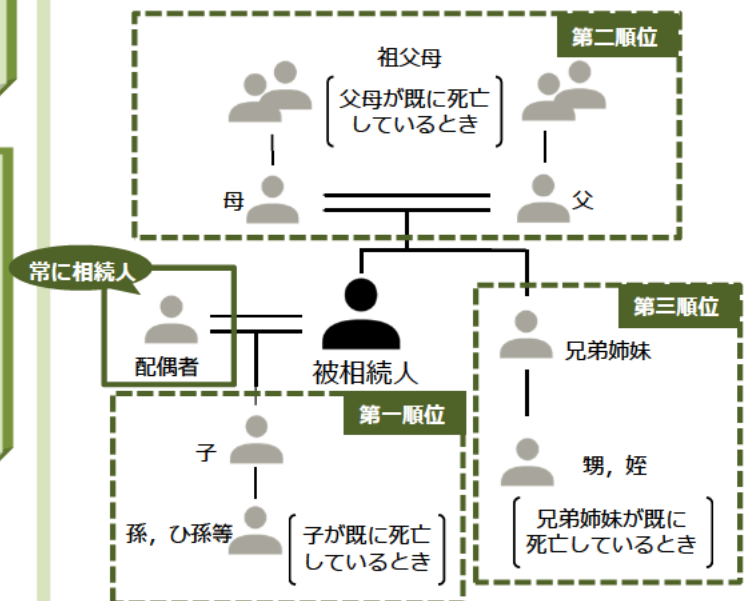 第二順位
祖父母
父母が既に死亡
しているとき
母
父
常に相続人
配偶者
被相続人
第三順位
兄弟姉妹
甥，姪
兄弟姉妹が既に
死亡しているとき
第一順位
子
孫，ひ孫等
子が既に死亡
しているとき